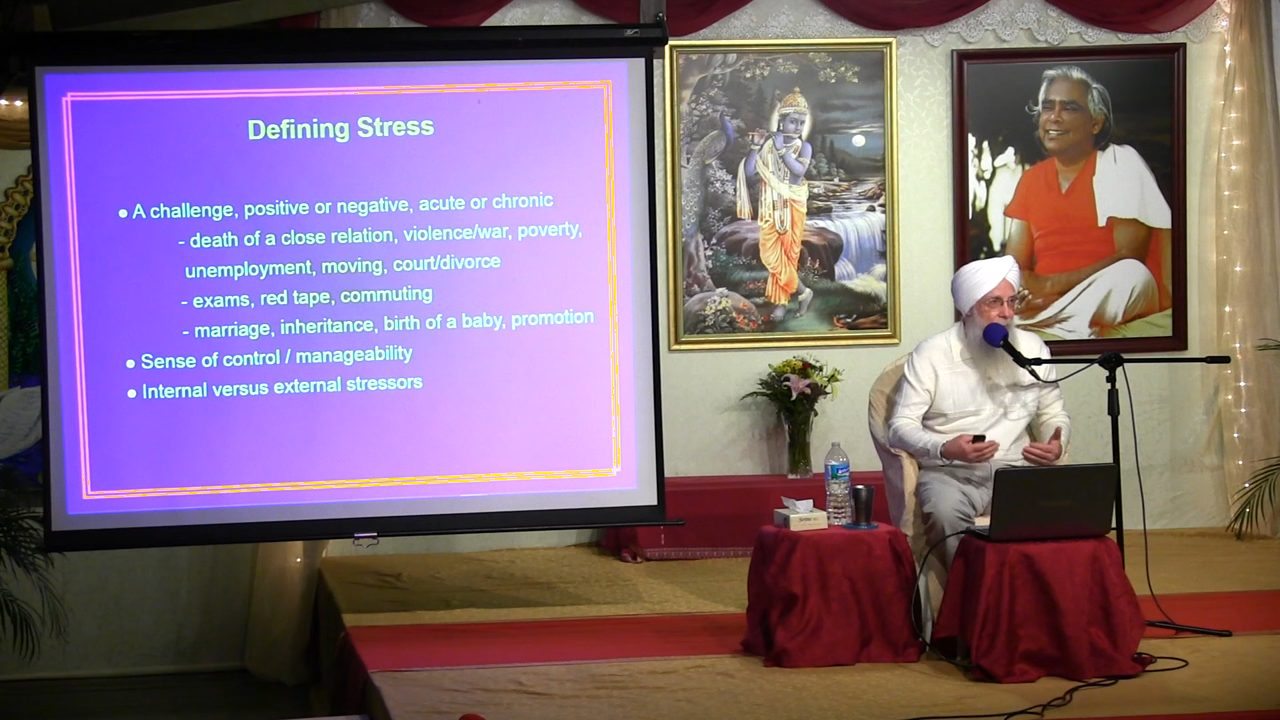 Defining Stress
● A challenge, positive or negative, acute or chronic
- death of a close relation, violence/war, poverty,
unemployment, moving, court/divorce
- exams, red tape, commuting
- marriage, inheritance, birth of a baby, promotion
● Sense of control / manageability
● Internal versus external stressors